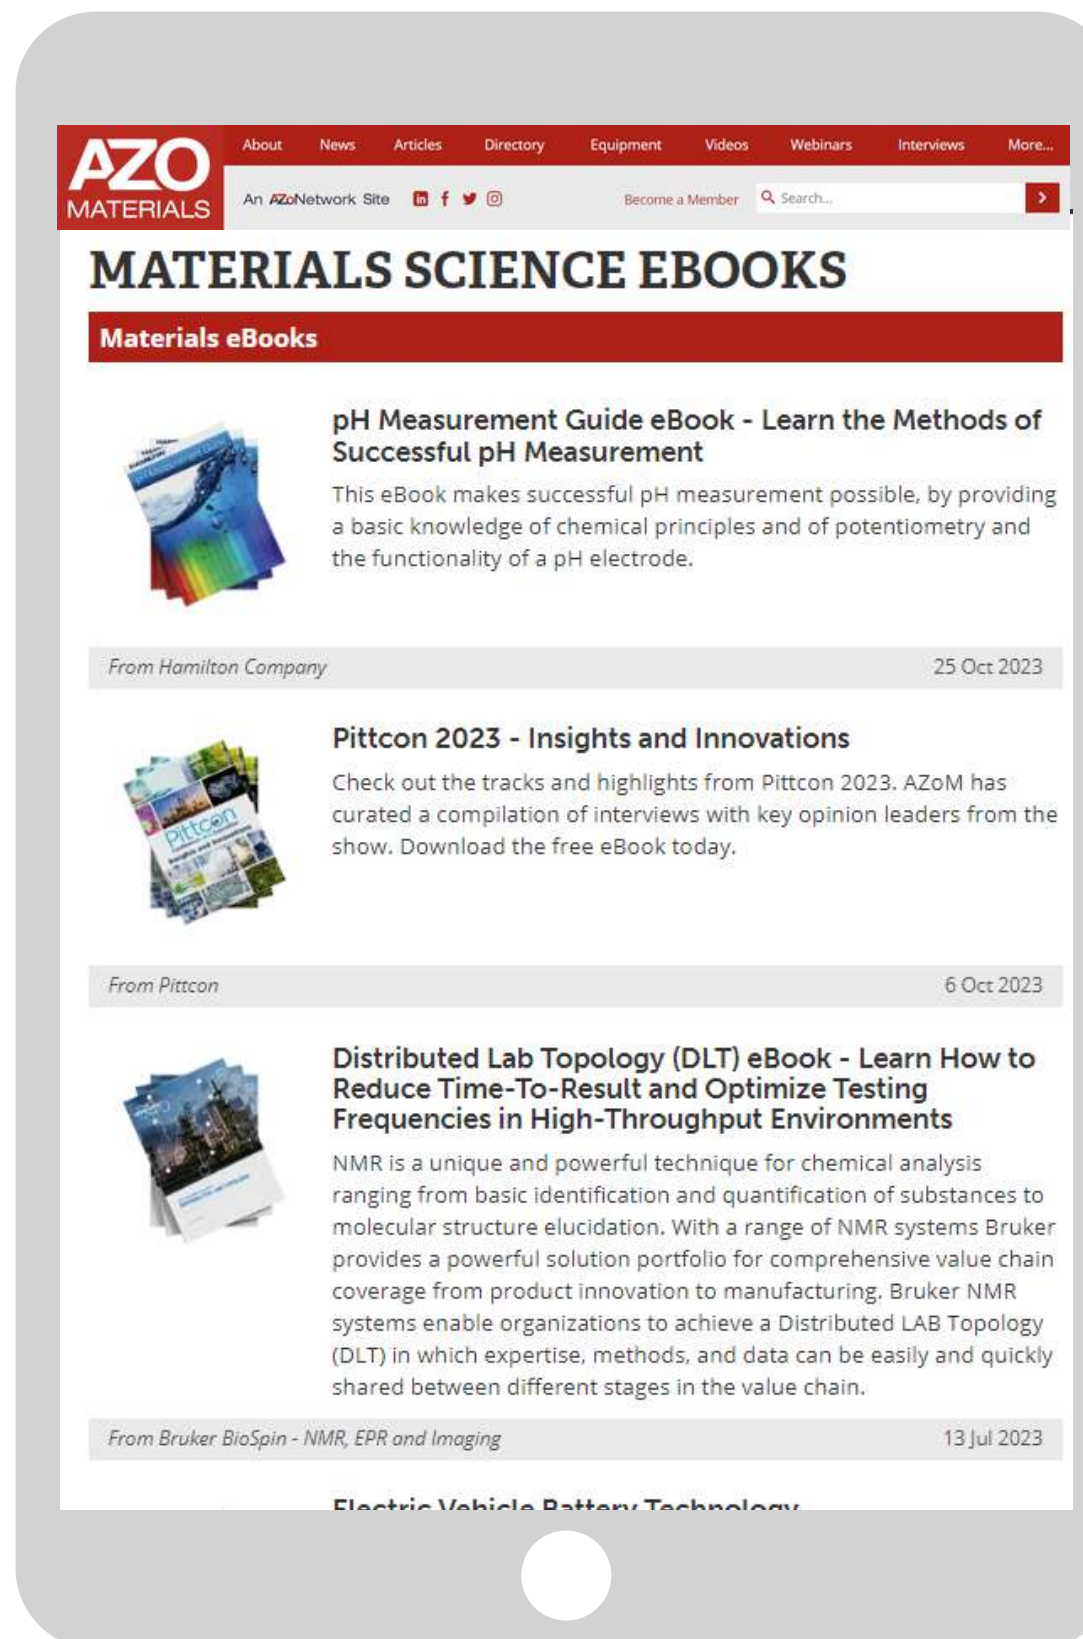 AZO
MATERIALS
About News Articles Directory Equipment Videos Webinars Interviews More...
An AZoNetwork Site
Become a Member
Search...
MATERIALS SCIENCE EBOOKS
Materials eBooks
pH Measurement Guide eBook - Learn the Methods of
Successful pH Measurement
This eBook makes successful pH measurement possible, by providing
a basic knowledge of chemical principles and of potentiometry and
the functionality of a pH electrode.
From Hamilton Company 25 Oct 2023
Pittcon
Insights and Innovations
Pittcon 2023 - Insights and Innovations
Check out the tracks and highlights from Pittcon 2023. AZoM has
curated a compilation of interviews with key opinion leaders from the
show. Download the free eBook today.
From Pittcon 6 Oct 2023
Distributed Lab Topology (DLT) eBook - Learn How to
Reduce Time-To-Result and Optimize Testing
Frequencies in High-Throughput Environments
NMR is a unique and powerful technique for chemical analysis
ranging from basic identification and quantification of substances to
molecular structure elucidation. With a range of NMR systems Bruker
provides a powerful solution portfolio for comprehensive value chain
coverage from product innovation to manufacturing. Bruker NMR
systems enable organizations to achieve a Distributed LAB Topology
(DLT) in which expertise, methods, and data can be easily and quickly
shared between different stages in the value chain.
From Bruker BioSpin - NMR, EPR and Imaging 13 Jul 2023
Electric Vehicle Battery Technology